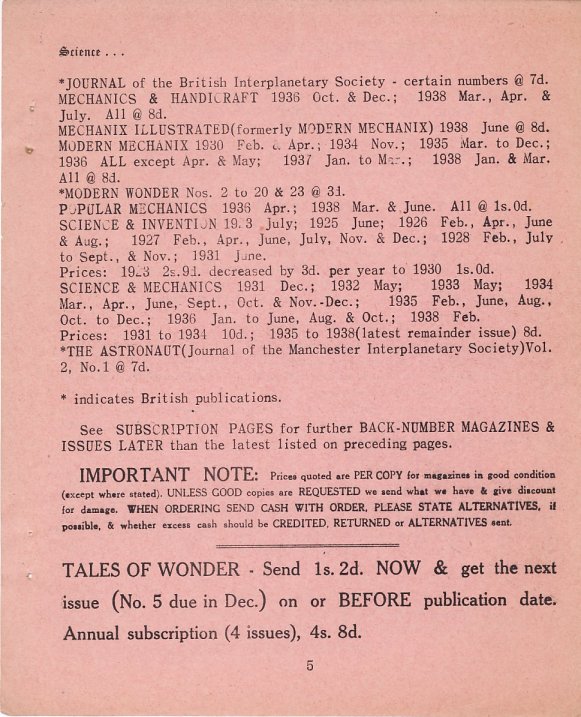 Science . . .
*JOURNAL of the British Interplanetary Society - certain numbers @ 7d.
MECHANICS & HANDICRAFT 1936 Oct. & Dec.; 1938 Mar., Apr. &
July. All @ 8d.
MECHANIX ILLUSTRATED(formerly MODERN MECHANIX) 1938 June @ 8d.
MODERN MECHANIX 1930 Feb. & Apr.; 1934 Nov.; 1935 Mar. to Dec.;
1936 ALL except Apr. & May; 1937 Jan. to Mar.; 1938 Jan. & Mar.
All @ 8d.
*MODERN WONDER Nos. 2 to 20 & 23 @ 3d.
POPULAR MECHANICS 1936 Apr.; 1938 Mar. & June. All @ 1s.0d.
SCIENCE & INVENTION July; 1925 June; 1926 Feb., Apr., June
& Aug.; 1927 Feb., Apr., June, July, Nov. & Dec.; 1928 Feb., July
to Sept., & Nov.; 1931 June.
Prices: 2s.9d. decreased by 3d. per year to 1930 1s.0d.
SCIENCE & MECHANICS 1931 Dec.; 1932 May; 1933 May; 1934
Mar., Apr., June, Sept., Oct. & Nov.-Dec.; 1935 Feb., June, Aug.,
Oct. to Dec.; 1936 Jan. to June, Aug. & Oct.; 1938 Feb.
Prices: 1931 to 1934 10d.; 1935 to 1938(latest remainder issue) 8d.
*THE ASTRONAUT(Journal of the Manchester Interplanetary Society)Vol.
2, No.1 @ 7d.
* indicates British publications.
See SUBSCRIPTION PAGES for further BACK-NUMBER MAGAZINES &
ISSUES LATER than the latest listed on preceding pages.
IMPORTANT NOTE: Prices quoted are PER COPY for magazines in good condition
(except where stated). UNLESS GOOD copies are REQUESTED we send what we have & give discount
for damage. WHEN ORDERING SEND CASH WITH ORDER, PLEASE STATE ALTERNATIVES, if
possible, & whether excess cash should be CREDITED, RETURNED or ALTERNATIVES sent.
TALES OF WONDER - Send 1s. 2d. NOW & get the next
issue (No. 5 due in Dec.) on or BEFORE publication date.
Annual subscription (4 issues), 4s. 8d.
5